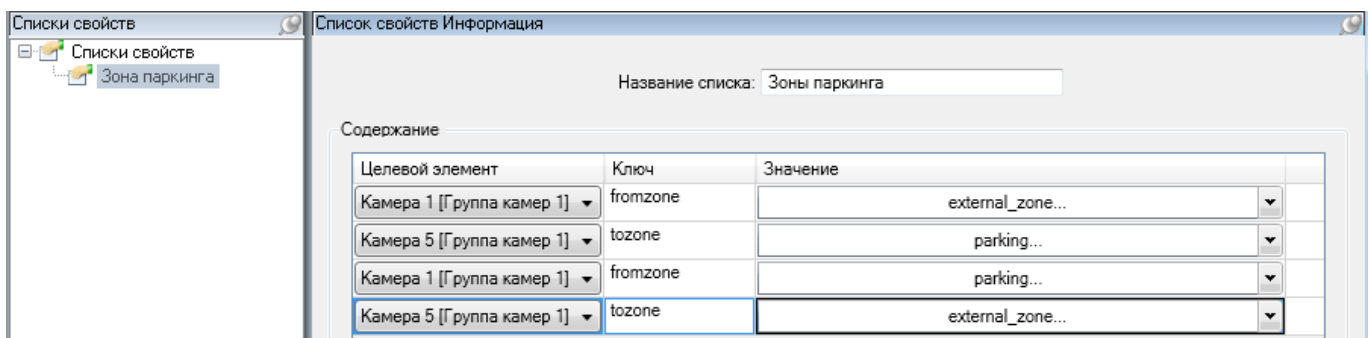 Списки свойств
Списки свойств
Зона паркинга
Список свойств Информация
Название списка: Зоны паркинга
Содержание
Целевой элемент Ключ Значение
Камера 1 [Группа камер 1] fromzone external_zone...
Камера 5 [Группа камер 1] tozone parking...
Камера 1 [Группа камер 1] fromzone parking...
Камера 5 [Группа камер 1] tozone external_zone...